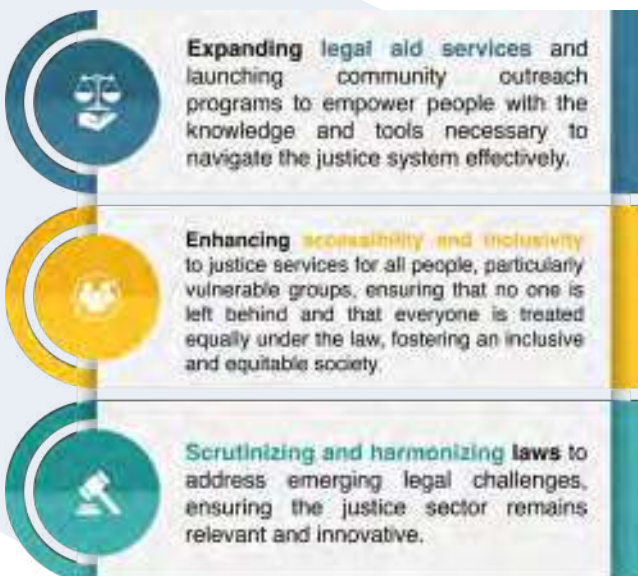 Expanding legal aid services and
launching community outreach
programs to empower people with the
knowledge and tools necessary to
navigate the justice system effectively.
Enhancing accessibility and inclusivity
to justice services for all people, particularly
vulnerable groups, ensuring that no one is
left behind and that everyone is treated
equally under the law, fostering an inclusive
and equitable society.
Scrutinizing and harmonizing laws to
address emerging legal challenges,
ensuring the justice sector remains
relevant and innovative.